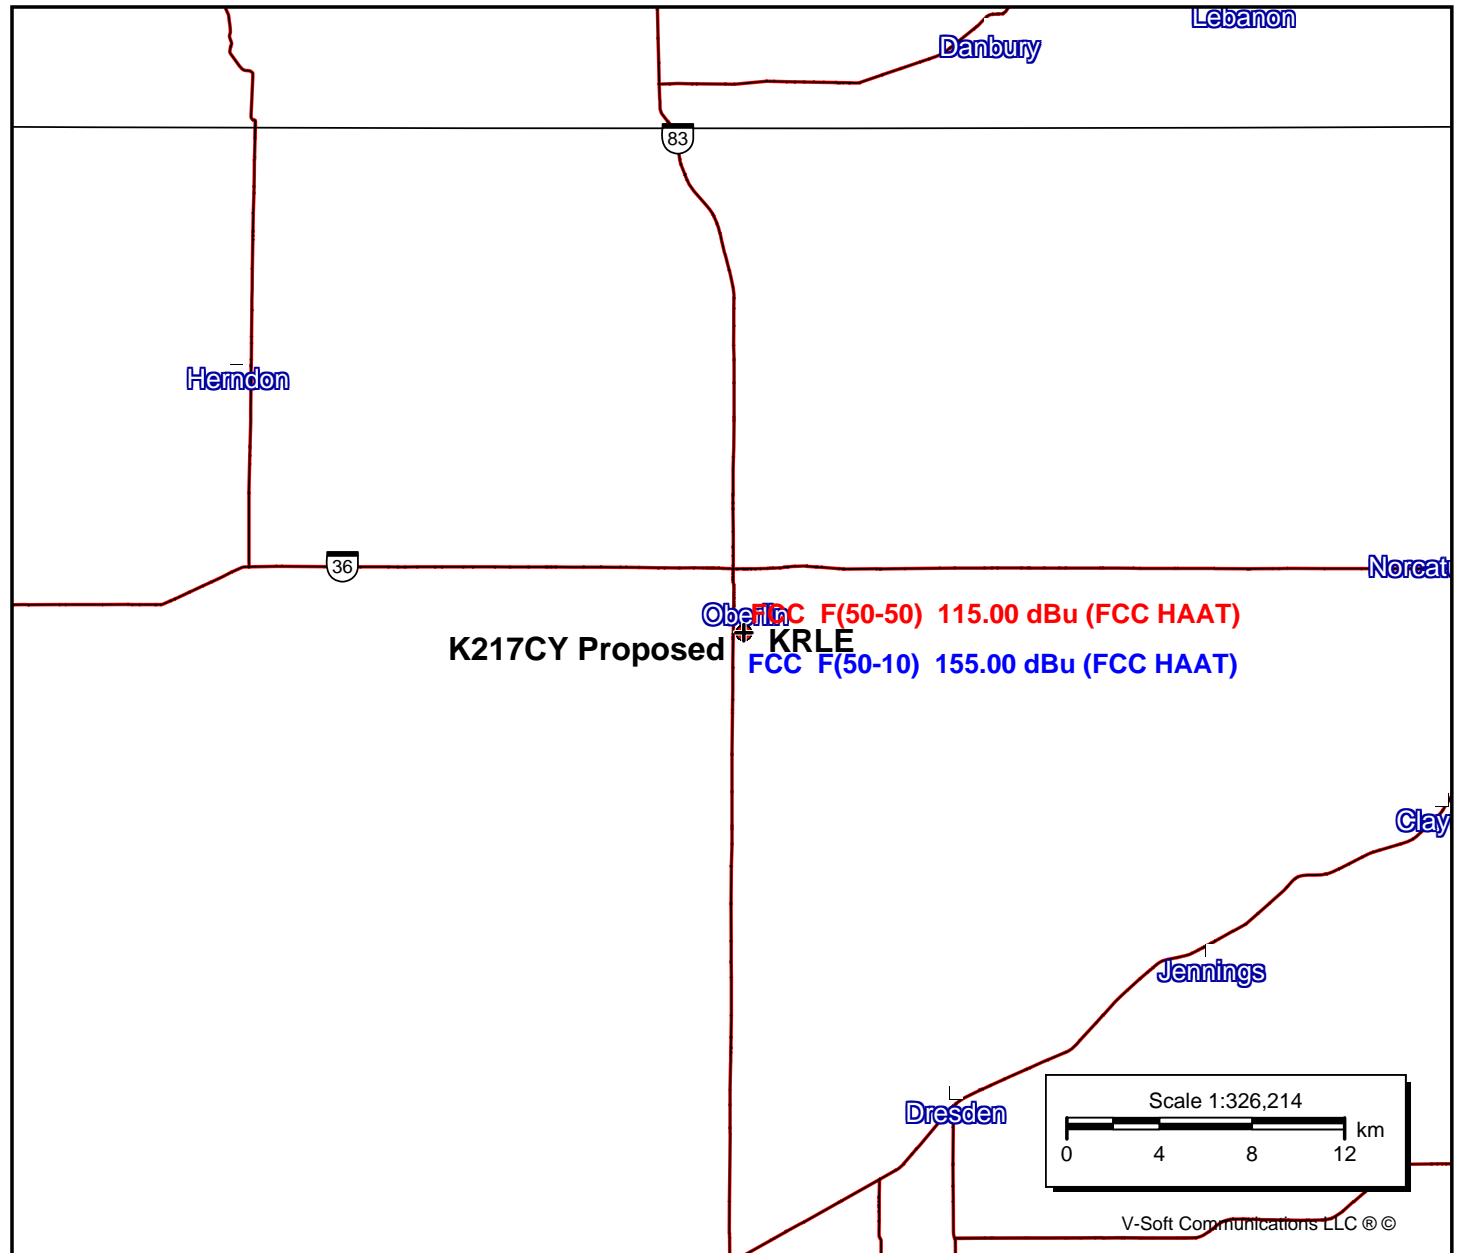 Lebanon
Danbury
83
Herndon
36
Norcat
Oberlin
FCC F(50-50) 115.00 dBu (FCC HAAT)
K217CY Proposed
KRLE
FCC F(50-10) 155.00 dBu (FCC HAAT)
Clay
Jennings
Dresden
Scale 1:326,214
km
0 4 8 12
V-Soft Communications LLC ® ©